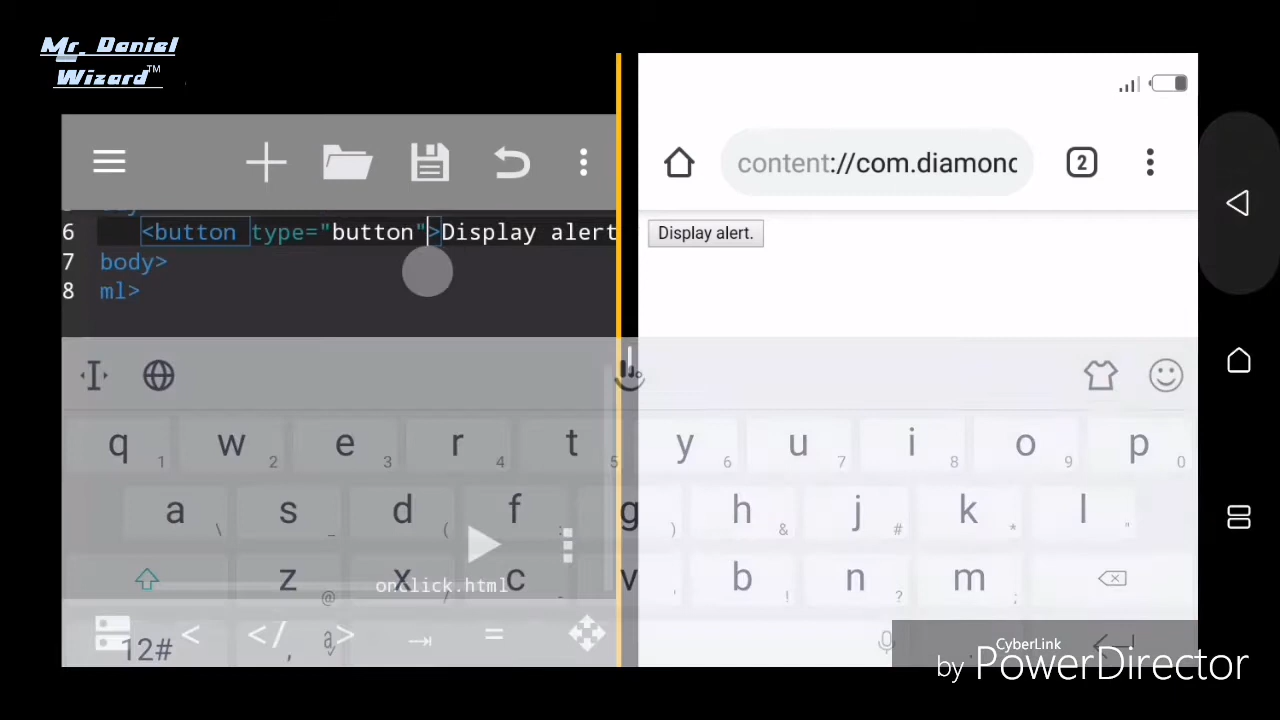 Mr. Daniel
Wizard™
content://com.diamond
2
6 <button type="button">Display alert
7 body>
8 ml>
Display alert.
q 1 w 2 e 3 r 4 t 5 y 6 u 7 i 8 o 9 p 0
a \ s _ d ( f : g ) h & j # k * l "
z @ x c - v , b ! n ? m ;
onclick.html
12# , < </ > = .
CyberLink
by PowerDirector